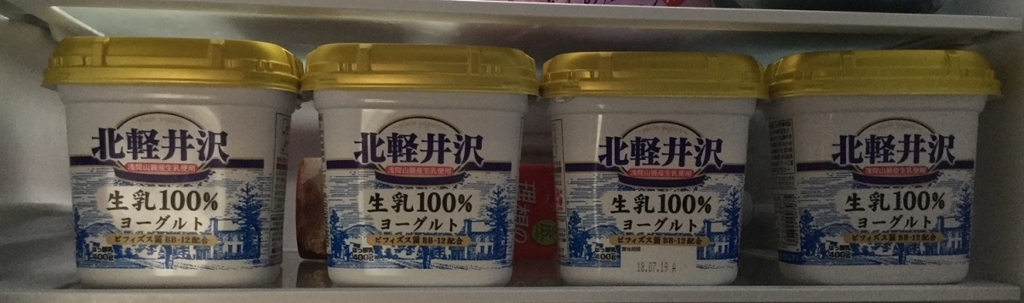 北軽井沢
浅間山麓産生乳使用
生乳100%
ヨーグルト
ビフィズス菌BB-12配合
400g
北軽井沢
浅間山麓産生乳使用
生乳100%
ヨーグルト
ビフィズス菌BB-12配合
400g
北軽井沢
浅間山麓産生乳使用
生乳100%
ヨーグルト
ビフィズス菌BB-12配合
400g
18.07.19
北軽井沢
浅間山麓産生乳使用
生乳100%
ヨーグルト
ビフィズス菌BB-12配合
400g